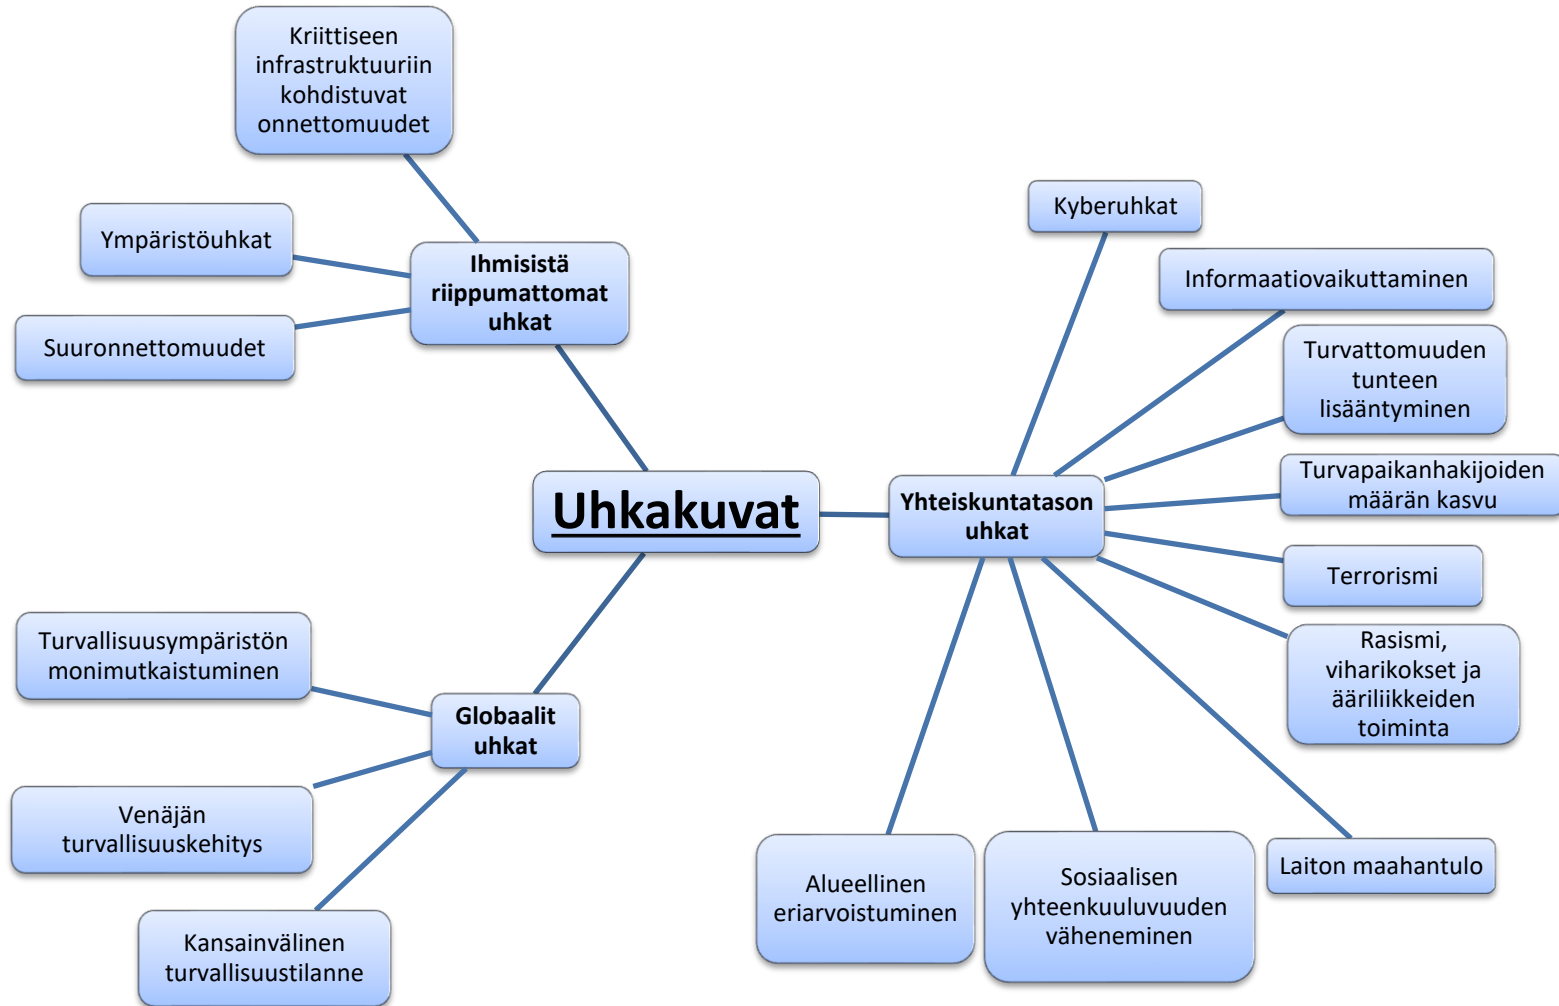 Kriittiseen
infrastruktuuriin
kohdistuvat
onnettomuudet
Ympäristöuhkat
Suuronnettomuudet
Ihmisistä
riippumattomat
uhkat
Uhkakuvat
Kyberuhkat
Informaatiovaikuttaminen
Turvattomuuden
tunteen
lisääntyminen
Turvapaikanhakijoiden
määrän kasvu
Yhteiskuntatason
uhkat
Terrorismi
Rasismi,
viharikokset ja
ääriliikkeiden
toiminta
Laiton maahantulo
Sosiaalisen
yhteenkuuluvuuden
väheneminen
Alueellinen
eriarvoistuminen
Globaalit
uhkat
Turvallisuusympäristön
monimutkaistuminen
Venäjän
turvallisuuskehitys
Kansainvälinen
turvallisuustilanne